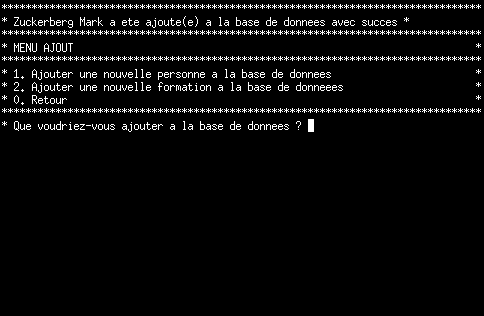 ********************************************************************************
* Zuckerberg Mark a ete ajoute(e) a la base de donnees avec succes *
********************************************************************************
* MENU AJOUT *
********************************************************************************
* 1. Ajouter une nouvelle personne a la base de donnees *
* 2. Ajouter une nouvelle formation a la base de donneees *
* 0. Retour *
********************************************************************************
* Que voudriez-vous ajouter a la base de donnees ?